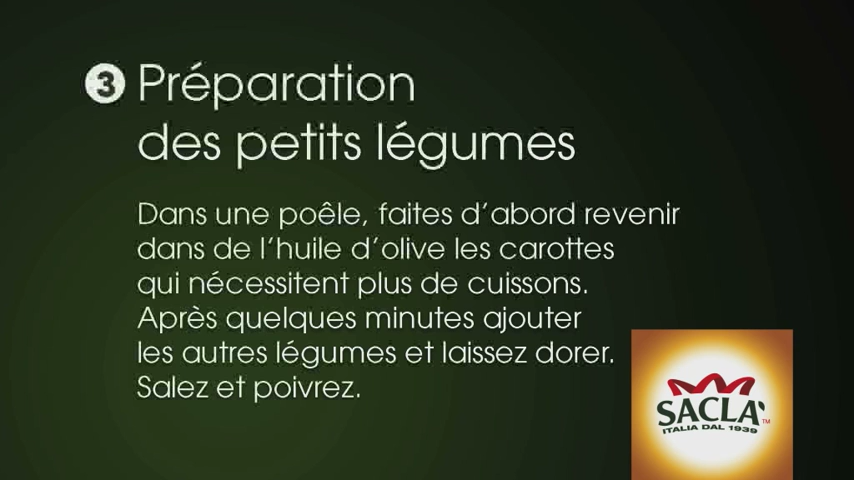 3 Préparation
des petits légumes
Dans une poêle, faites d'abord revenir
dans de l'huile d'olive les carottes
qui nécessitent plus de cuissons.
Après quelques minutes ajouter
les autres légumes et laissez dorer.
Salez et poivrez.
SACLA'
TM
ITALIA DAL 1939